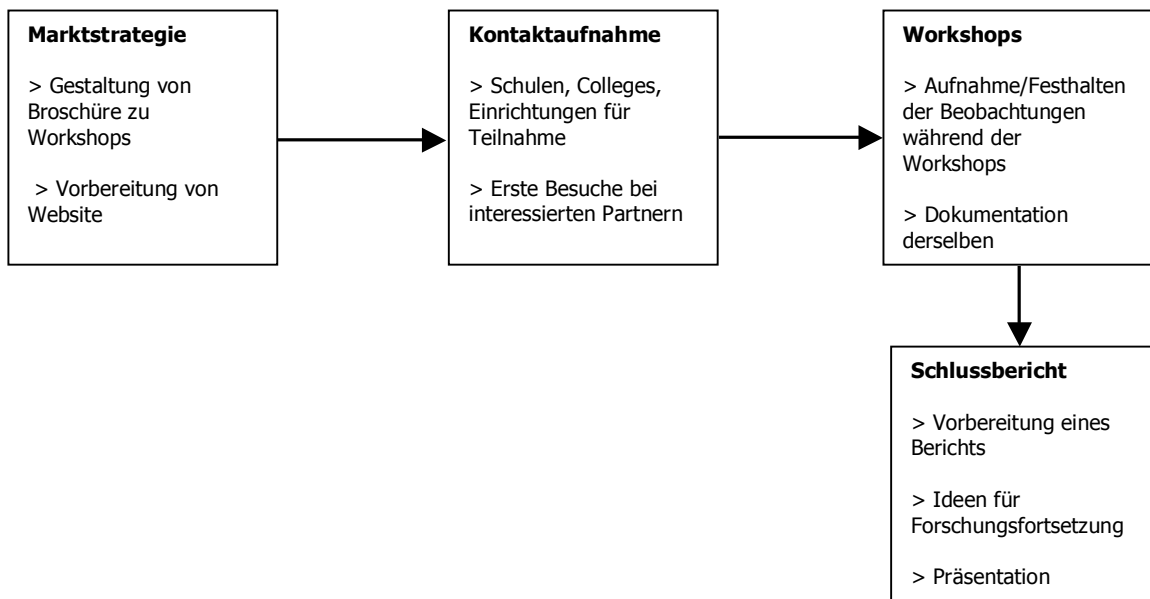 Marktstrategie
> Gestaltung von
Broschüre zu
Workshops
> Vorbereitung von
Website
Kontaktaufnahme
> Schulen, Colleges,
Einrichtungen für
Teilnahme
> Erste Besuche bei
interessierten Partnern
Workshops
> Aufnahme/Festhalten
der Beobachtungen
während der
Workshops
> Dokumentation
derselben
Schlussbericht
> Vorbereitung eines
Berichts
> Ideen für
Forschungsfortsetzung
> Präsentation